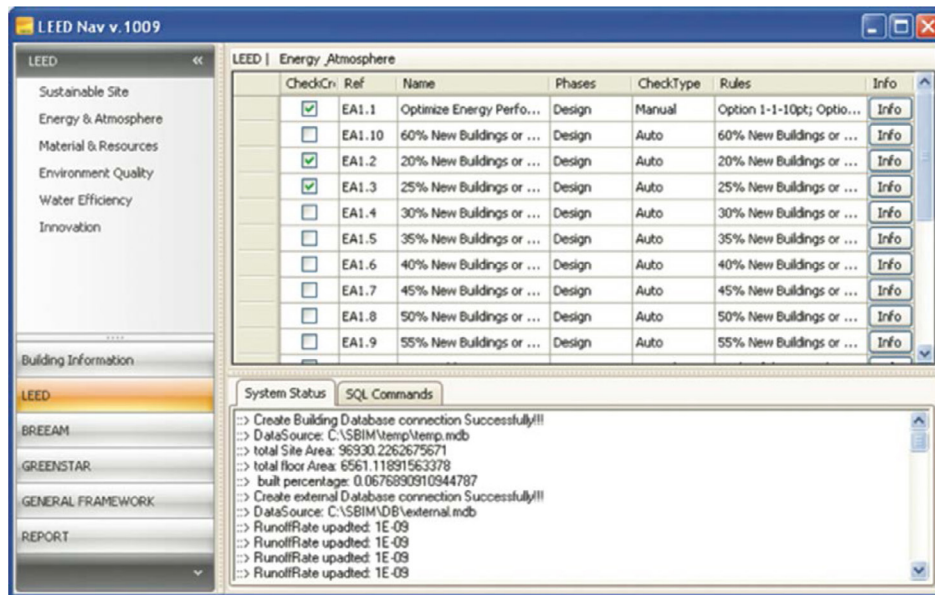 LEED Nav v.1009
LEED «
Sustainable Site
Energy & Atmosphere
Material & Resources
Environment Quality
Water Efficiency
Innovation
Building Information
LEED
BREEAM
GREENSTAR
GENERAL FRAMEWORK
REPORT
LEED | Energy _Atmosphere
CheckCr Ref Name Phases CheckType Rules Info
EA1.1 Optimize Energy Perfo... Design Manual Option 1-1-10pt; Optio... Info
EA1.10 60% New Buildings or ... Design Auto 60% New Buildings or ... Info
EA1.2 20% New Buildings or ... Design Auto 20% New Buildings or ... Info
EA1.3 25% New Buildings or ... Design Auto 25% New Buildings or ... Info
EA1.4 30% New Buildings or ... Design Auto 30% New Buildings or ... Info
EA1.5 35% New Buildings or ... Design Auto 35% New Buildings or ... Info
EA1.6 40% New Buildings or ... Design Auto 40% New Buildings or ... Info
EA1.7 45% New Buildings or ... Design Auto 45% New Buildings or ... Info
EA1.8 50% New Buildings or ... Design Auto 50% New Buildings or ... Info
EA1.9 55% New Buildings or ... Design Auto 55% New Buildings or ... Info
System Status SQL Commands
::> Create Building Database connection Successfully!!!
::> DataSource: C:\SBIM\temp\temp.mdb
::> total Site Area: 96930.2262675671
::> total floor Area: 6561.11891563378
::> built percentage: 0.0676890910944787
::> Create external Database connection Successfully!!!
::> DataSource: C:\SBIM\DB\external.mdb
::> RunoffRate upadted: 1E-09
::> RunoffRate upadted: 1E-09
::> RunoffRate upadted: 1E-09
::> RunoffRate upadted: 1E-09